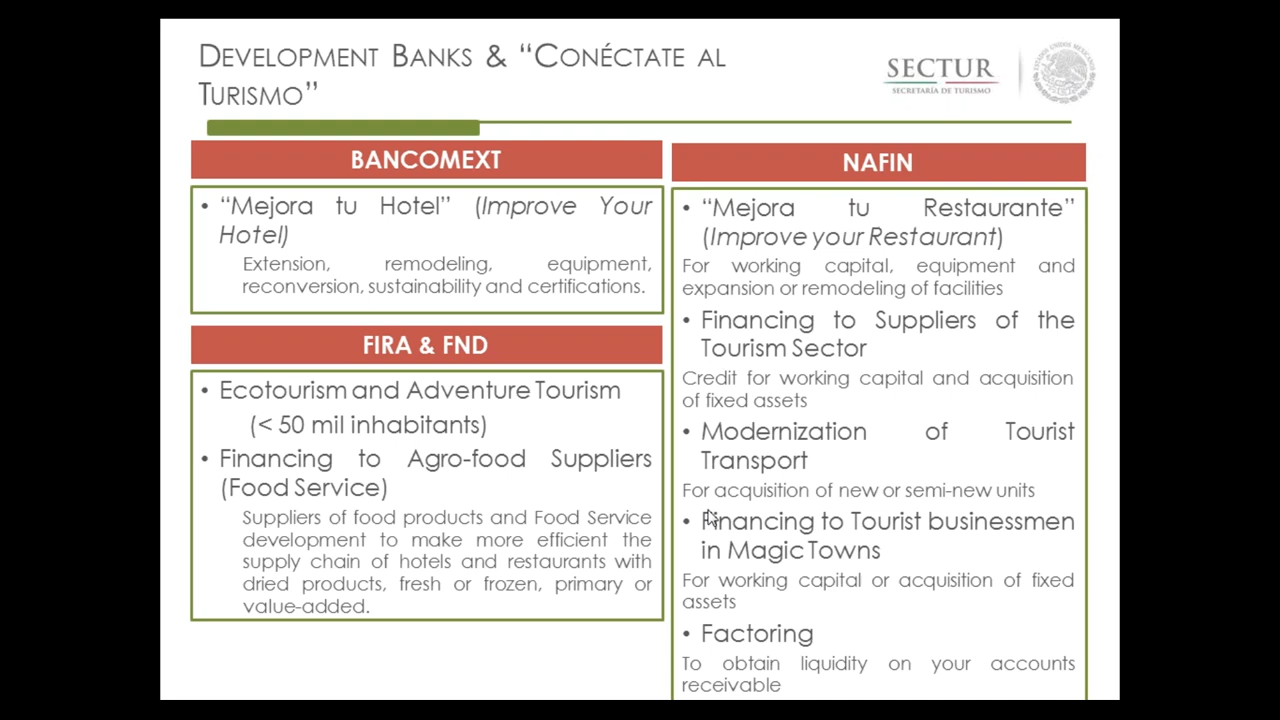 DEVELOPMENT BANKS & “CONÉCTATE AL
TURISMO”
SECTUR
SECRETARÍA DE TURISMO
BANCOMEXT
• “Mejora tu Hotel” (Improve Your
Hotel)
Extension, remodeling, equipment,
reconversion, sustainability and certifications.
FIRA & FND
• Ecotourism and Adventure Tourism
(< 50 mil inhabitants)
• Financing to Agro-food Suppliers
(Food Service)
Suppliers of food products and Food Service
development to make more efficient the
supply chain of hotels and restaurants with
dried products, fresh or frozen, primary or
value-added.
NAFIN
• “Mejora tu Restaurante”
(Improve your Restaurant)
For working capital, equipment and
expansion or remodeling of facilities
• Financing to Suppliers of the
Tourism Sector
Credit for working capital and acquisition
of fixed assets
• Modernization of Tourist
Transport
For acquisition of new or semi-new units
• Financing to Tourist businessmen
in Magic Towns
For working capital or acquisition of fixed
assets
• Factoring
To obtain liquidity on your accounts
receivable